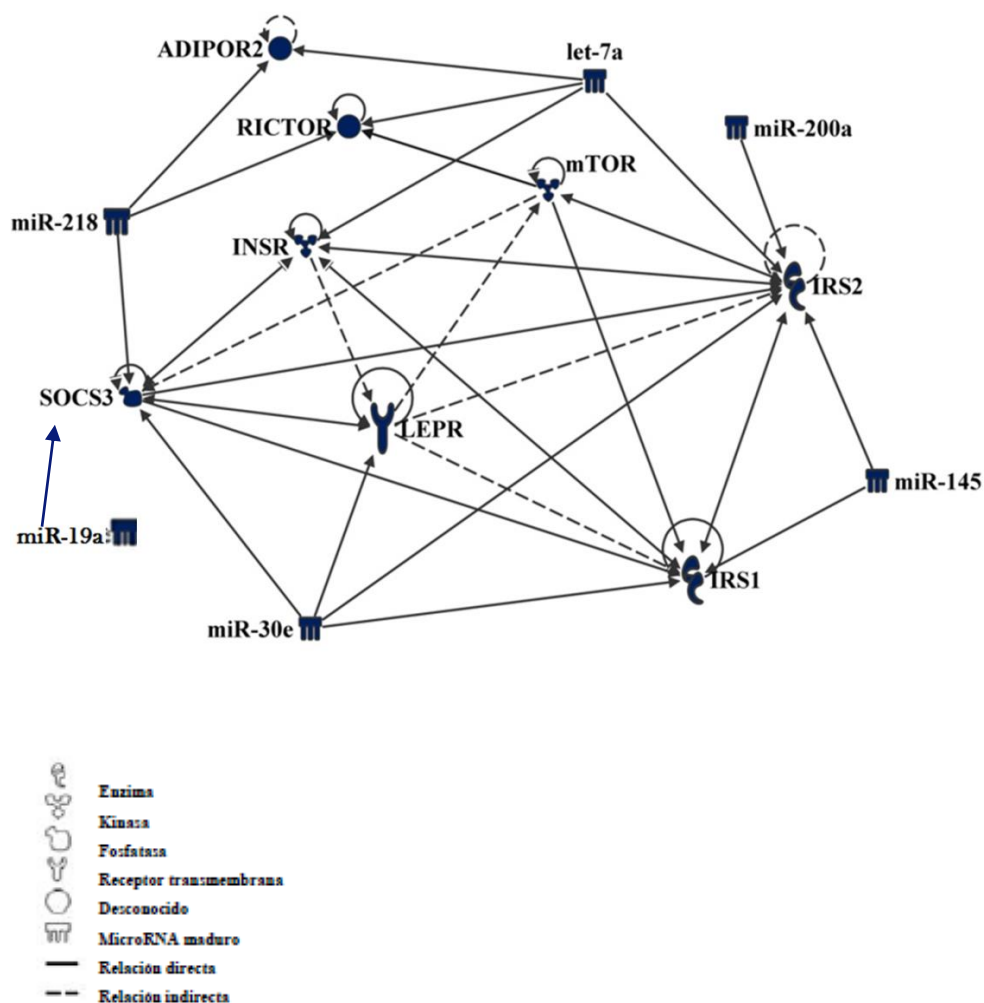 ADIPOR2
let-7a
RICTOR
miR-200a
mTOR
miR-218
INSR
IRS2
SOCS3
LEPR
miR-145
miR-19a
IRS1
miR-30e
Enzima
Kinasa
Fosfatasa
Receptor transmembrana
Desconocido
MicroRNA maduro
Relación directa
Relación indirecta